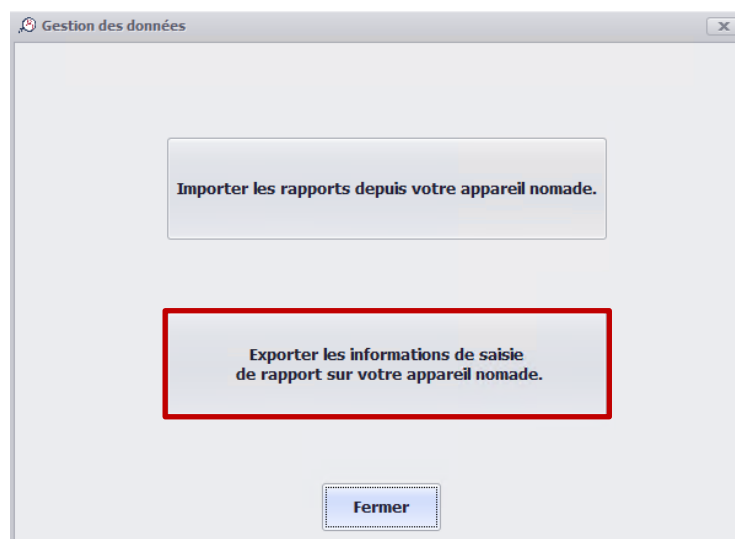 Gestion des données
Importer les rapports depuis votre appareil nomade.
Exporter les informations de saisie
de rapport sur votre appareil nomade.
Fermer